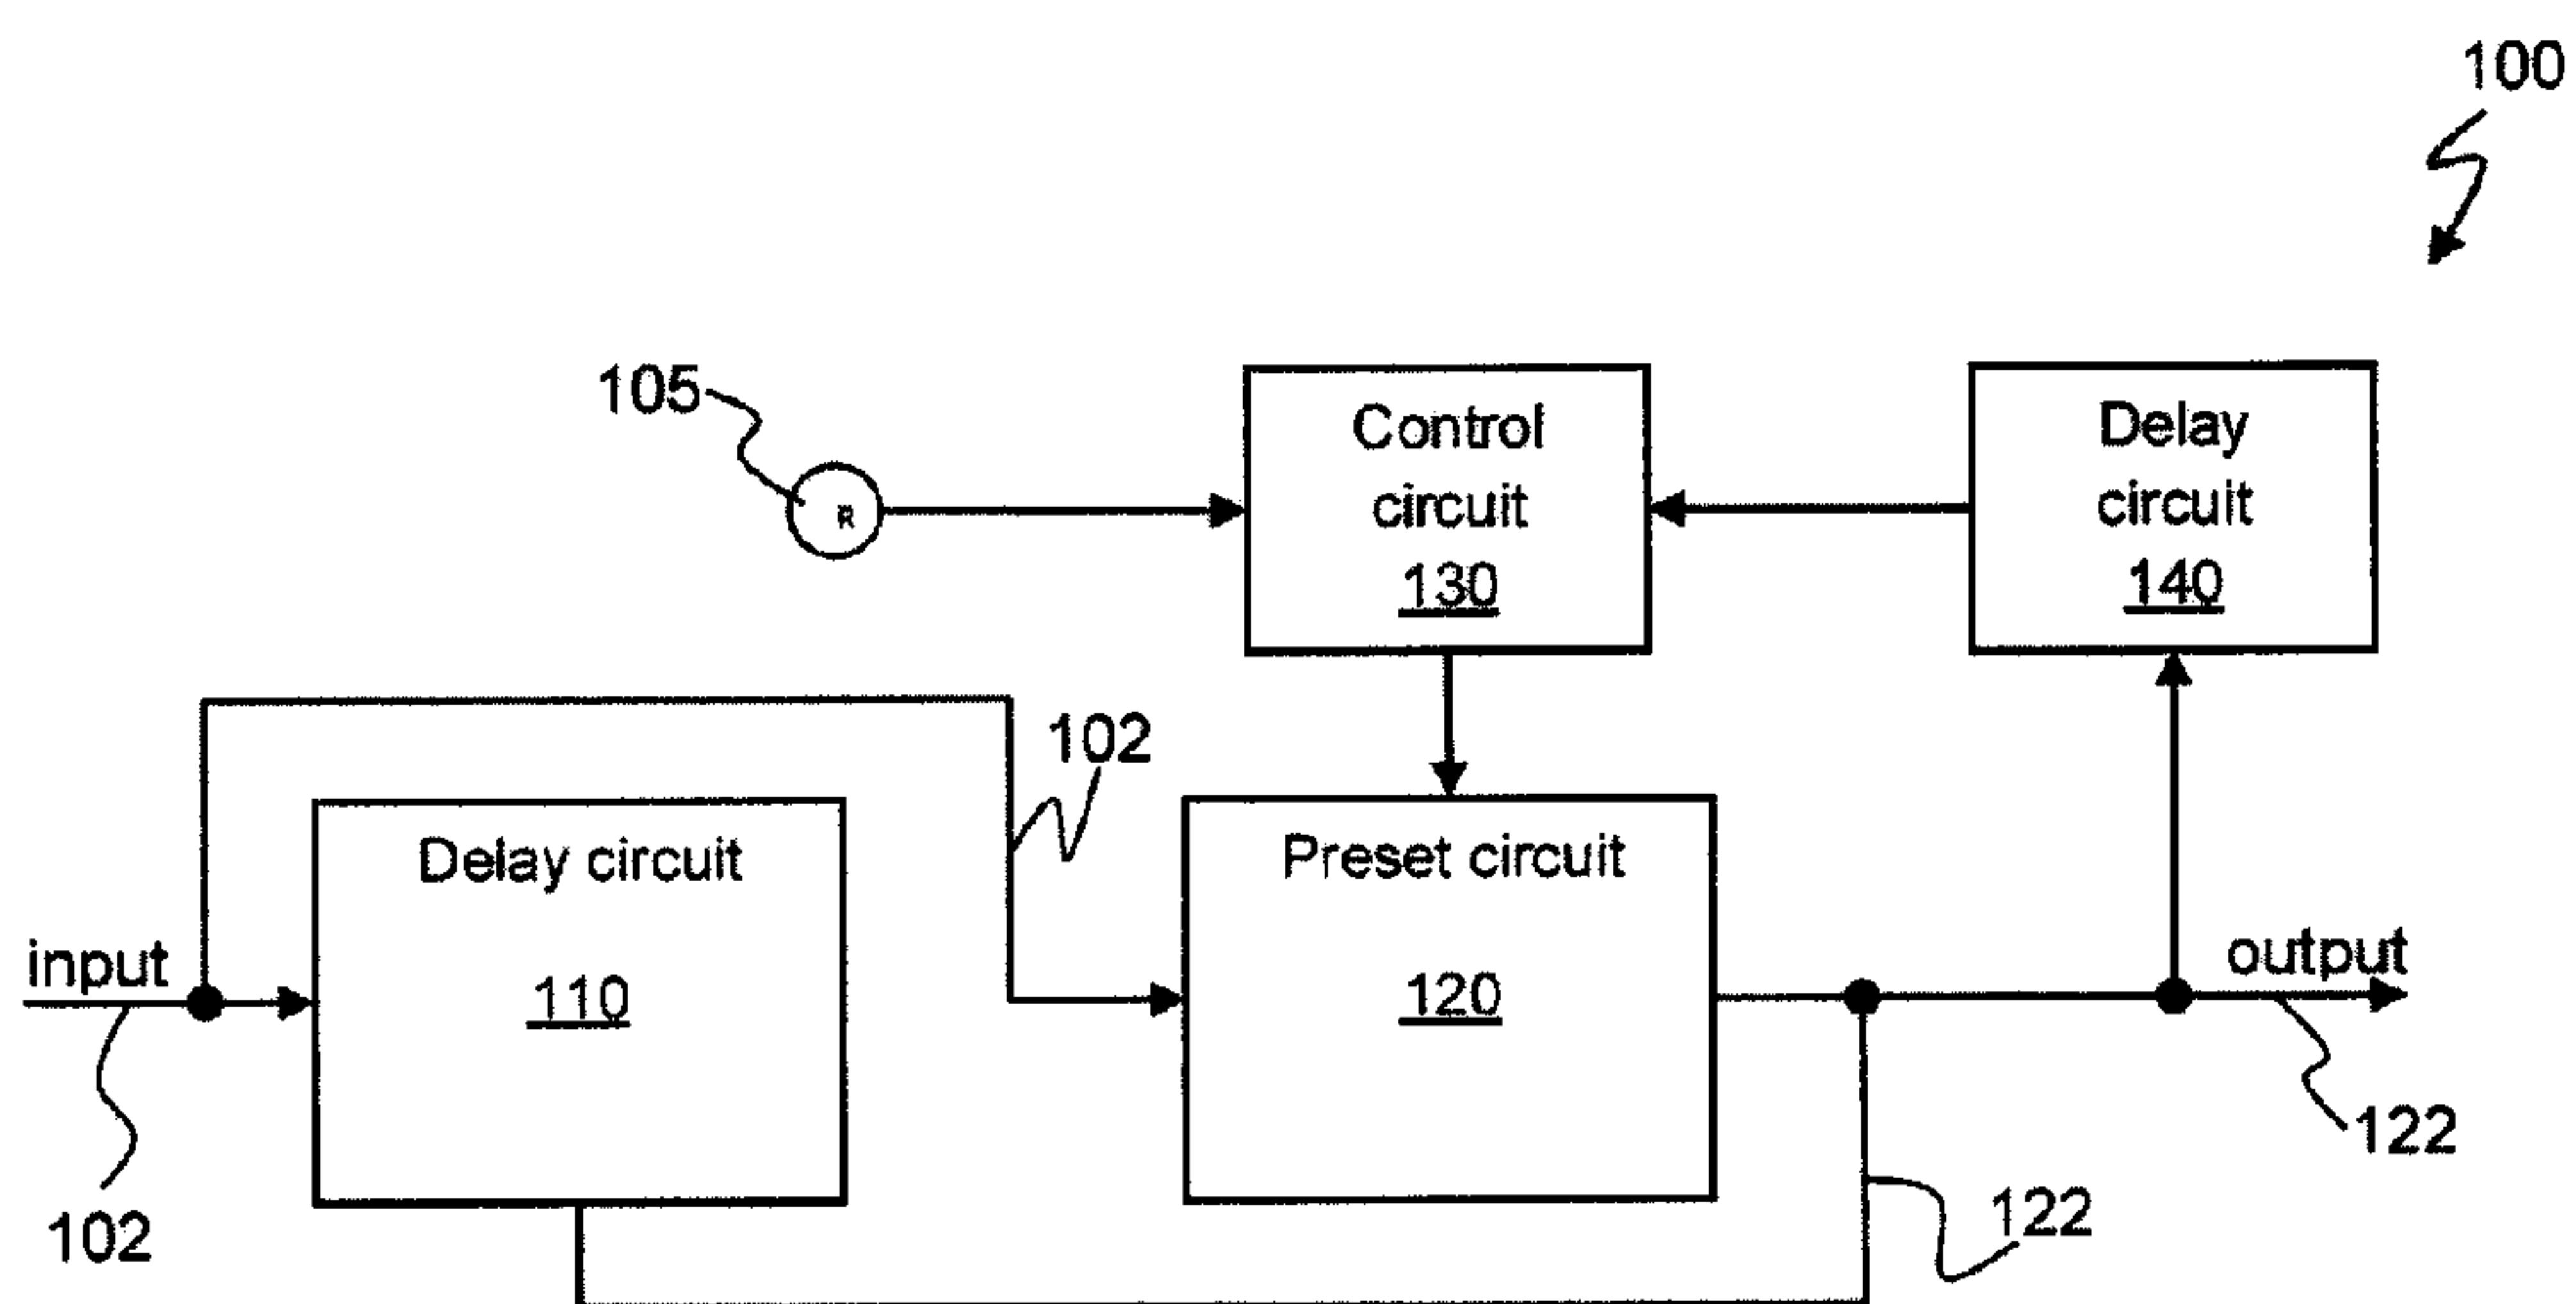 100
105
R
Control
circuit
130
Delay
circuit
140
102
Delay circuit
110
Preset circuit
120
input
output
102
122
122